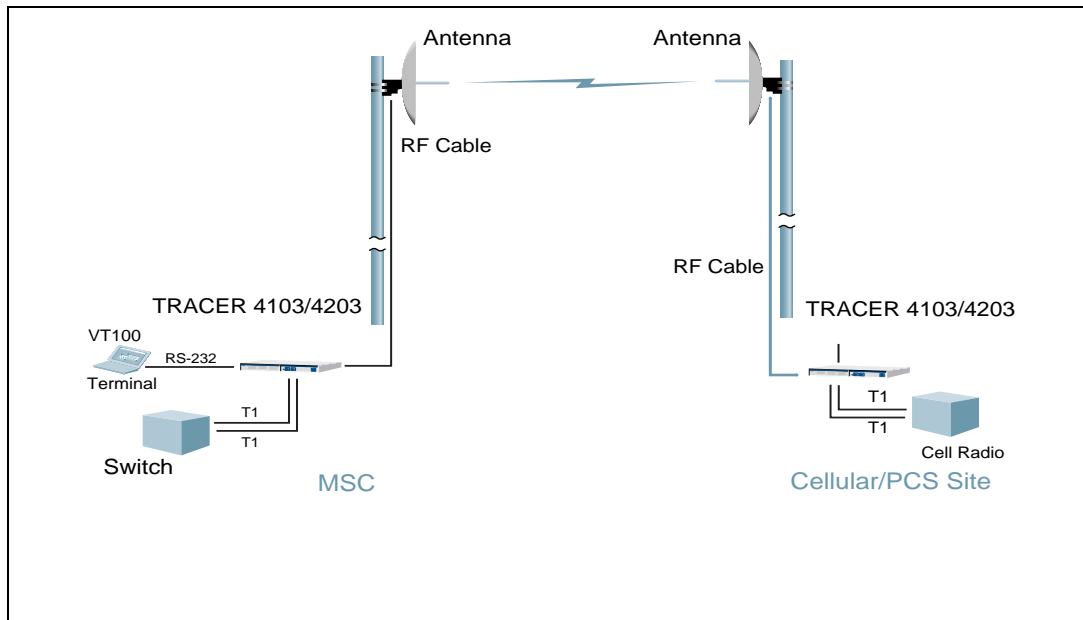 Antenna
Antenna
RF Cable
RF Cable
TRACER 4103/4203
TRACER 4103/4203
VT100
RS-232
Terminal
T1
T1
T1
T1
Switch
Cell Radio
MSC
Cellular/PCS Site